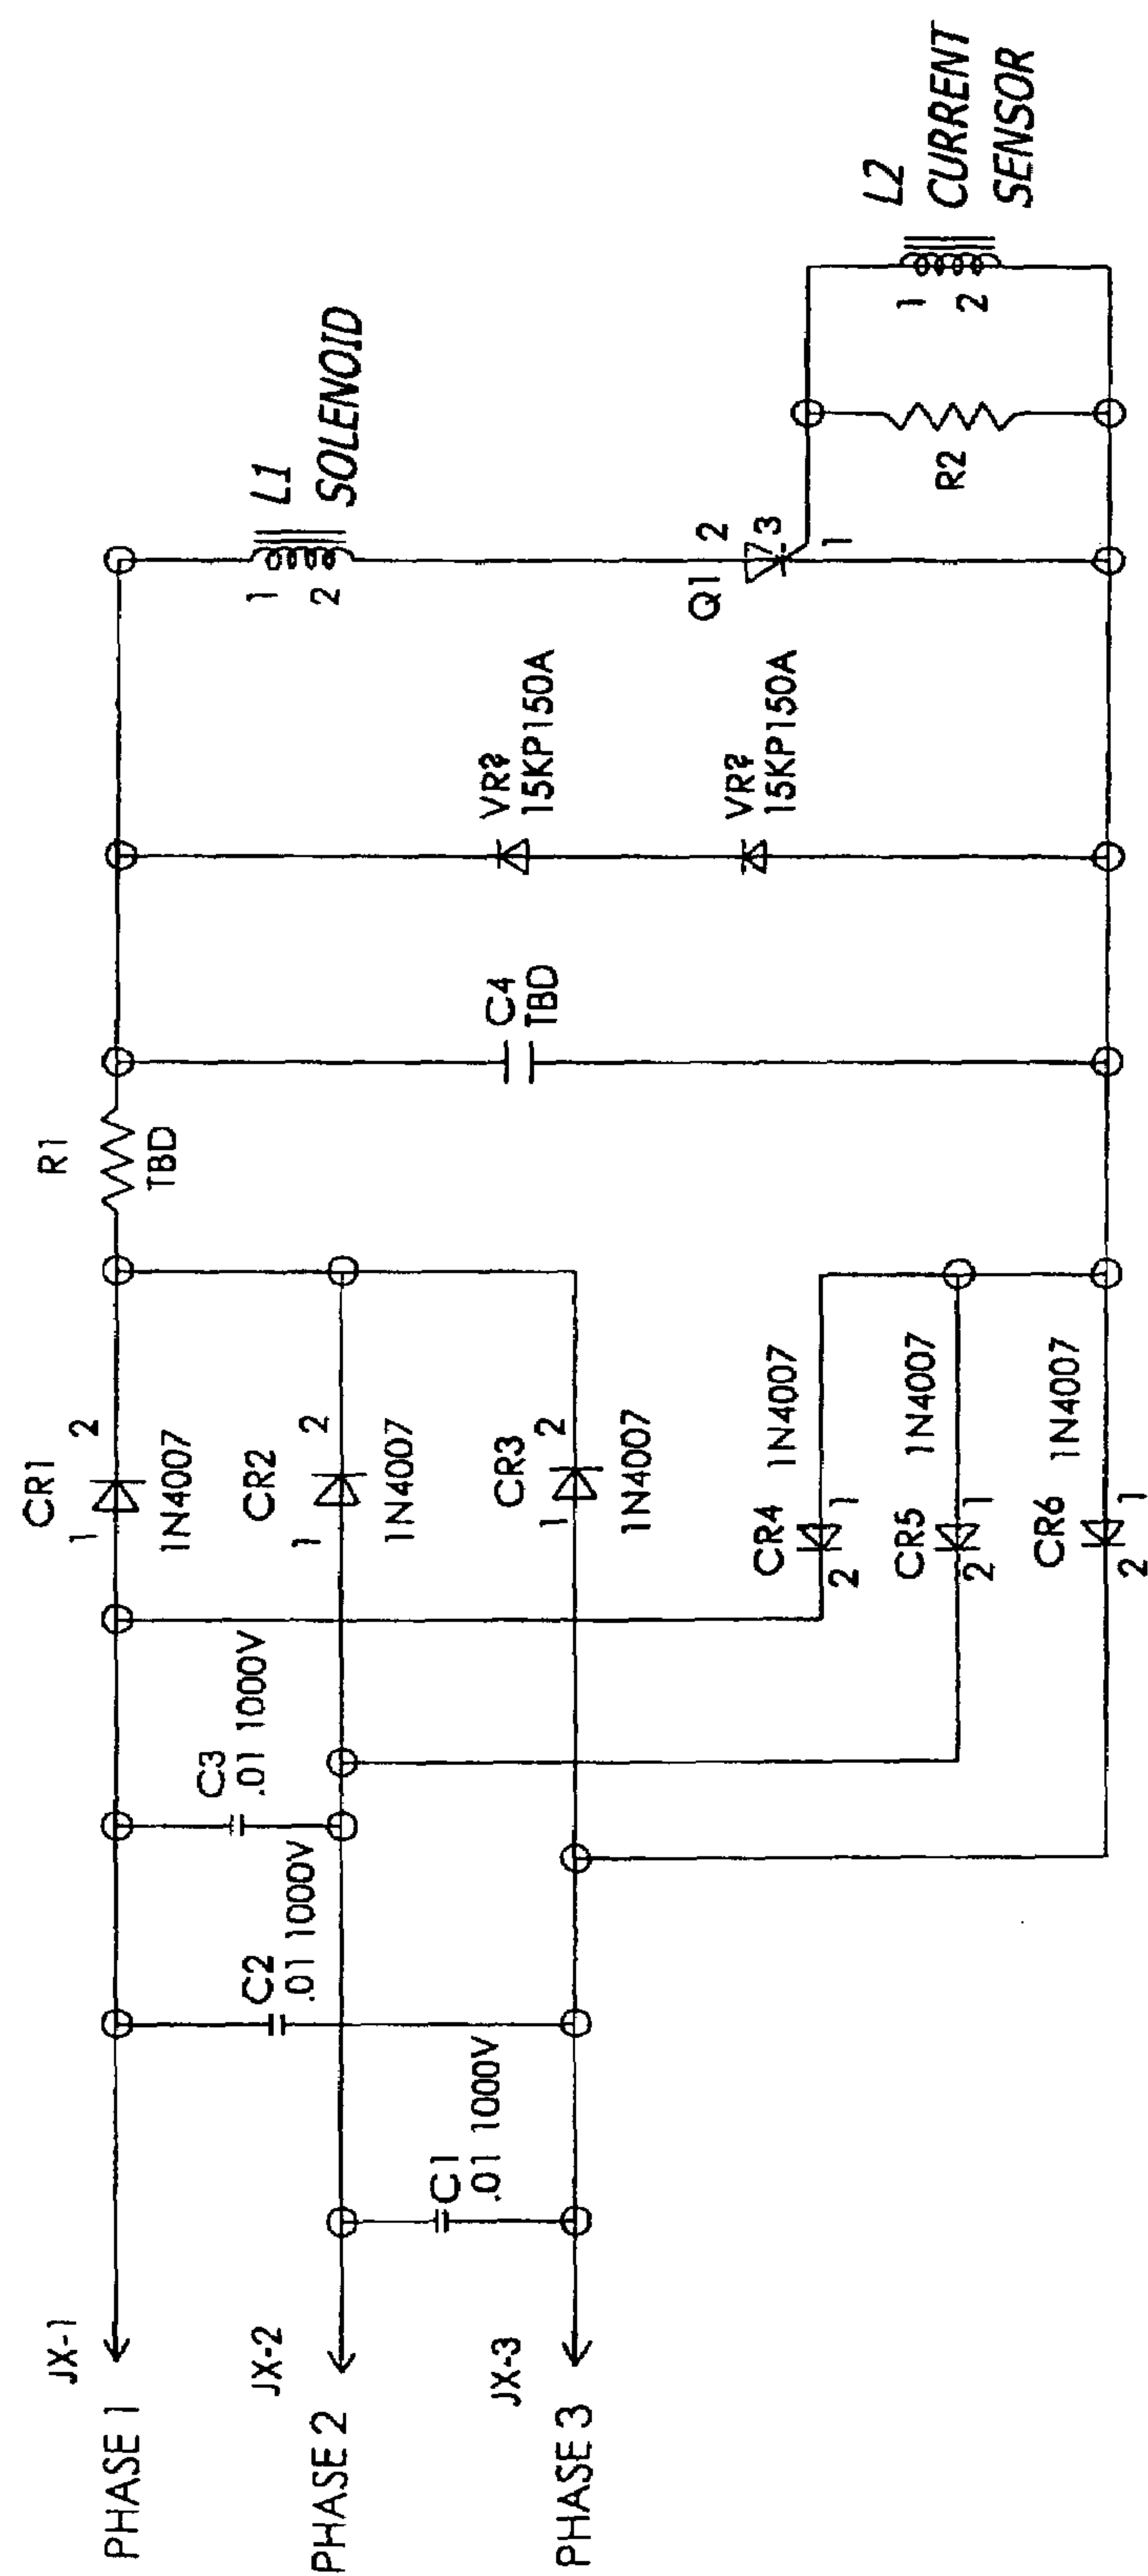 JX-1
PHASE 1
JX-2
PHASE 2
JX-3
PHASE 3
C1
.01 1000V
C2
.01 1000V
C3
.01 1000V
CR1
1
2
1N4007
CR2
1
2
1N4007
CR3
1
2
1N4007
CR4
2
1
1N4007
CR5
2
1
1N4007
CR6
2
1
1N4007
R1
TBD
C4
TBD
VR?
15KP150A
VR?
15KP150A
L1
SOLENOID
1
2
Q1
2
3
1
R2
L2
CURRENT
SENSOR
1
2